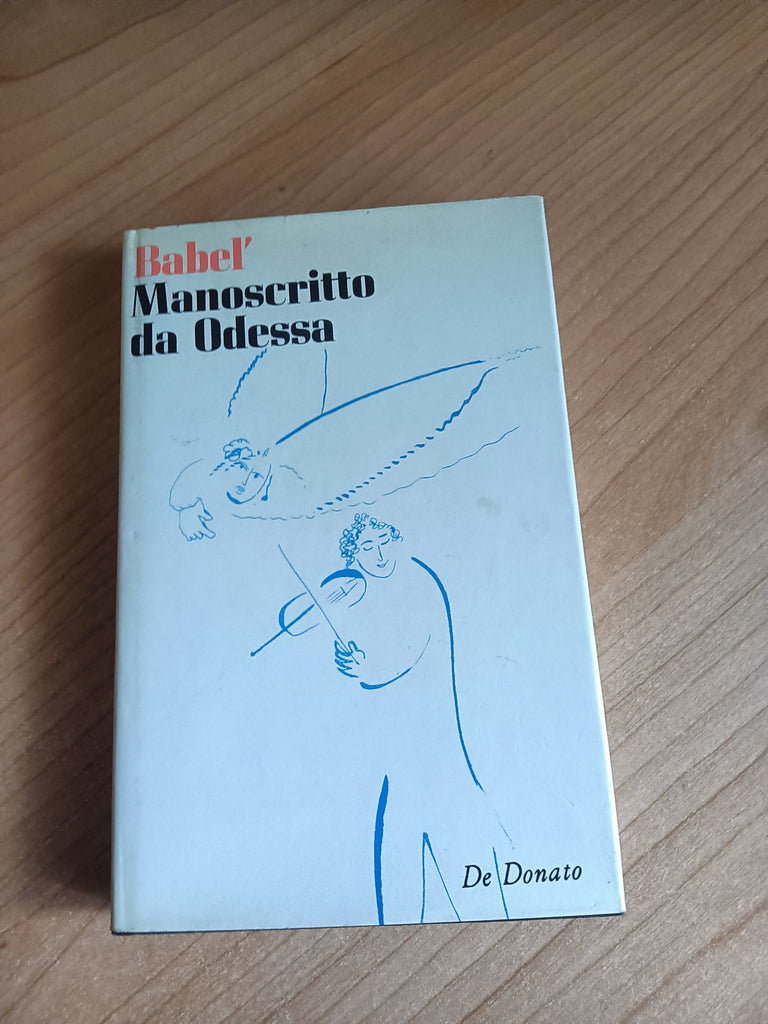 Babel'
Manoscritto
da Odessa
De Donato